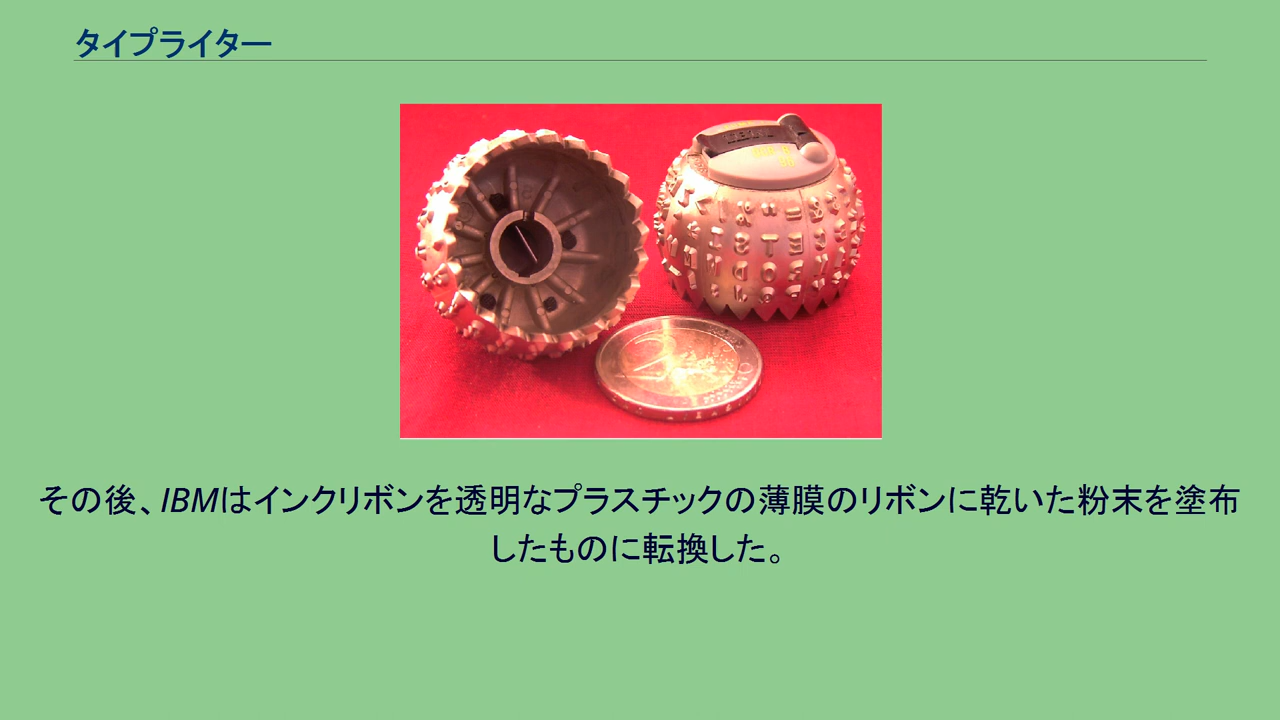 タイプライター
その後、IBMはインクリボンを透明なプラスチックの薄膜のリボンに乾いた粉末を塗布
したものに転換した。